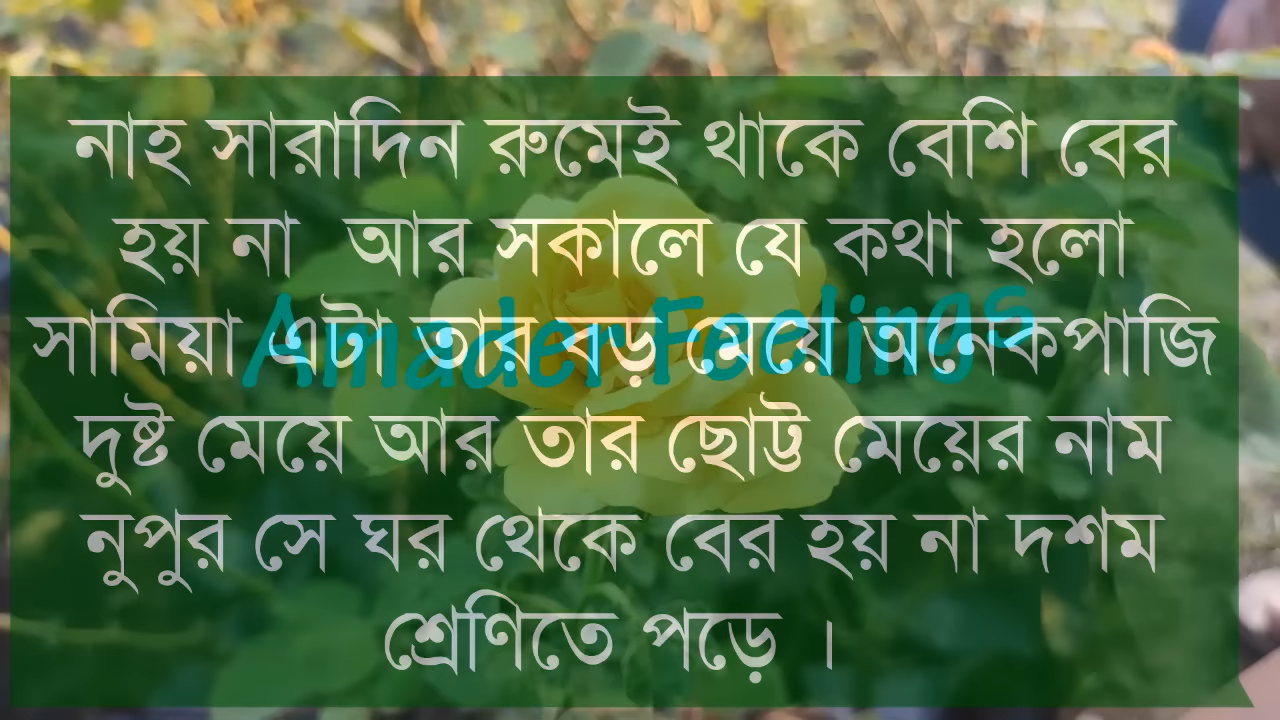 নাহ সারাদিন রুমেই থাকে বেশি বের
হয় না আর সকালে যে কথা হলো
সামিয়া এটা তার বড় মেয়ে অনেকপাজি
Amader Feelings
দুষ্ট মেয়ে আর তার ছোট্ট মেয়ের নাম
নুপুর সে ঘর থেকে বের হয় না দশম
শ্রেণিতে পড়ে ।